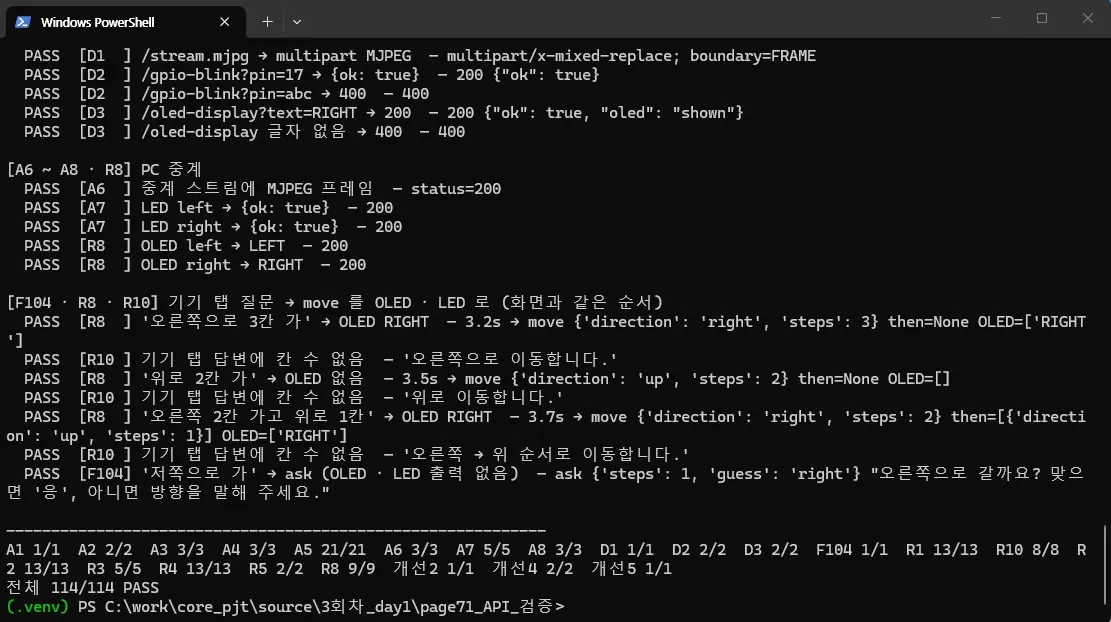 Windows PowerShell
PASS [D1 ] /stream.mjpg → multipart MJPEG — multipart/x-mixed-replace; boundary=FRAME
PASS [D2 ] /gpio-blink?pin=17 → {ok: true} — 200 {"ok": true}
PASS [D2 ] /gpio-blink?pin=abc → 400 — 400
PASS [D3 ] /oled-display?text=RIGHT → 200 — 200 {"ok": true, "oled": "shown"}
PASS [D3 ] /oled-display 글자 없음 → 400 — 400
[A6 ~ A8 · R8] PC 중계
PASS [A6 ] 중계 스트림에 MJPEG 프레임 — status=200
PASS [A7 ] LED left → {ok: true} — 200
PASS [A7 ] LED right → {ok: true} — 200
PASS [R8 ] OLED left → LEFT — 200
PASS [R8 ] OLED right → RIGHT — 200
[F104 · R8 · R10] 기기 탭 질문 → move 를 OLED · LED 로 (화면과 같은 순서)
PASS [R8 ] '오른쪽으로 3칸 가' → OLED RIGHT — 3.2s → move {'direction': 'right', 'steps': 3} then=None OLED=['RIGHT
']
PASS [R10 ] 기기 탭 답변에 칸 수 없음 — '오른쪽으로 이동합니다.'
PASS [R8 ] '위로 2칸 가' → OLED 없음 — 3.5s → move {'direction': 'up', 'steps': 2} then=None OLED=[]
PASS [R10 ] 기기 탭 답변에 칸 수 없음 — '위로 이동합니다.'
PASS [R8 ] '오른쪽 2칸 가고 위로 1칸' → OLED RIGHT — 3.7s → move {'direction': 'right', 'steps': 2} then=[{'directi
on': 'up', 'steps': 1}] OLED=['RIGHT']
PASS [R10 ] 기기 탭 답변에 칸 수 없음 — '오른쪽 → 위 순서로 이동합니다.'
PASS [F104] '저쪽으로 가' → ask (OLED · LED 출력 없음) — ask {'steps': 1, 'guess': 'right'} "오른쪽으로 갈까요? 맞으
면 '응', 아니면 방향을 말해 주세요."
------------------------------------------------------------
A1 1/1 A2 2/2 A3 3/3 A4 3/3 A5 21/21 A6 3/3 A7 5/5 A8 3/3 D1 1/1 D2 2/2 D3 2/2 F104 1/1 R1 13/13 R10 8/8 R
2 13/13 R3 5/5 R4 13/13 R5 2/2 R8 9/9 개선2 1/1 개선4 2/2 개선5 1/1
전체 114/114 PASS
(.venv) PS C:\work\core_pjt\source\3회차_day1\page71_API_검증>